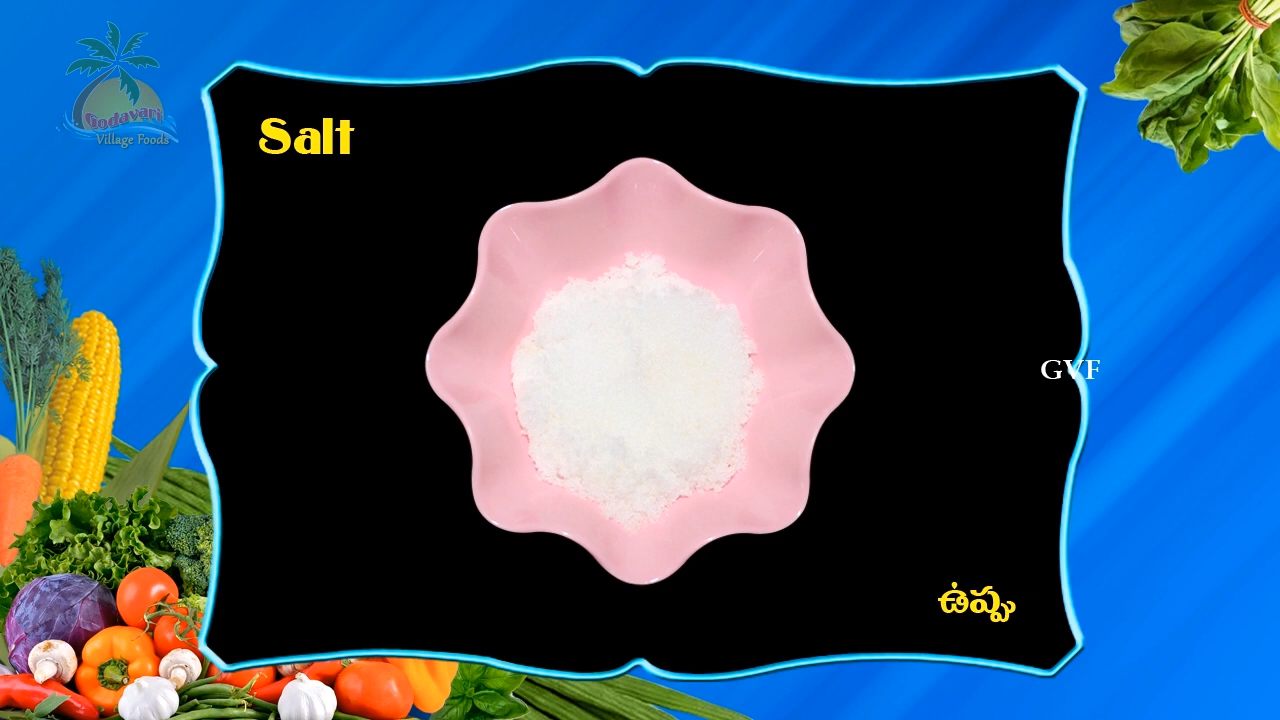 Godavari
Village Foods
Salt
GVF
ఉప్పు